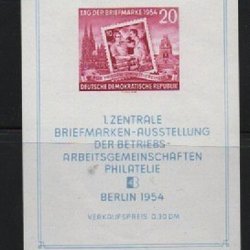 TAG DER BRIEFMARKE 1954
20
DEUTSCHE DEMOKRATISCHE REPUBLIK
1. ZENTRALE
BRIEFMARKEN-AUSSTELLUNG
DER BETRIEBS-
ARBEITSGEMEINSCHAFTEN
PHILATELIE
BERLIN 1954
VERKAUFSPREIS: 0.30 DM